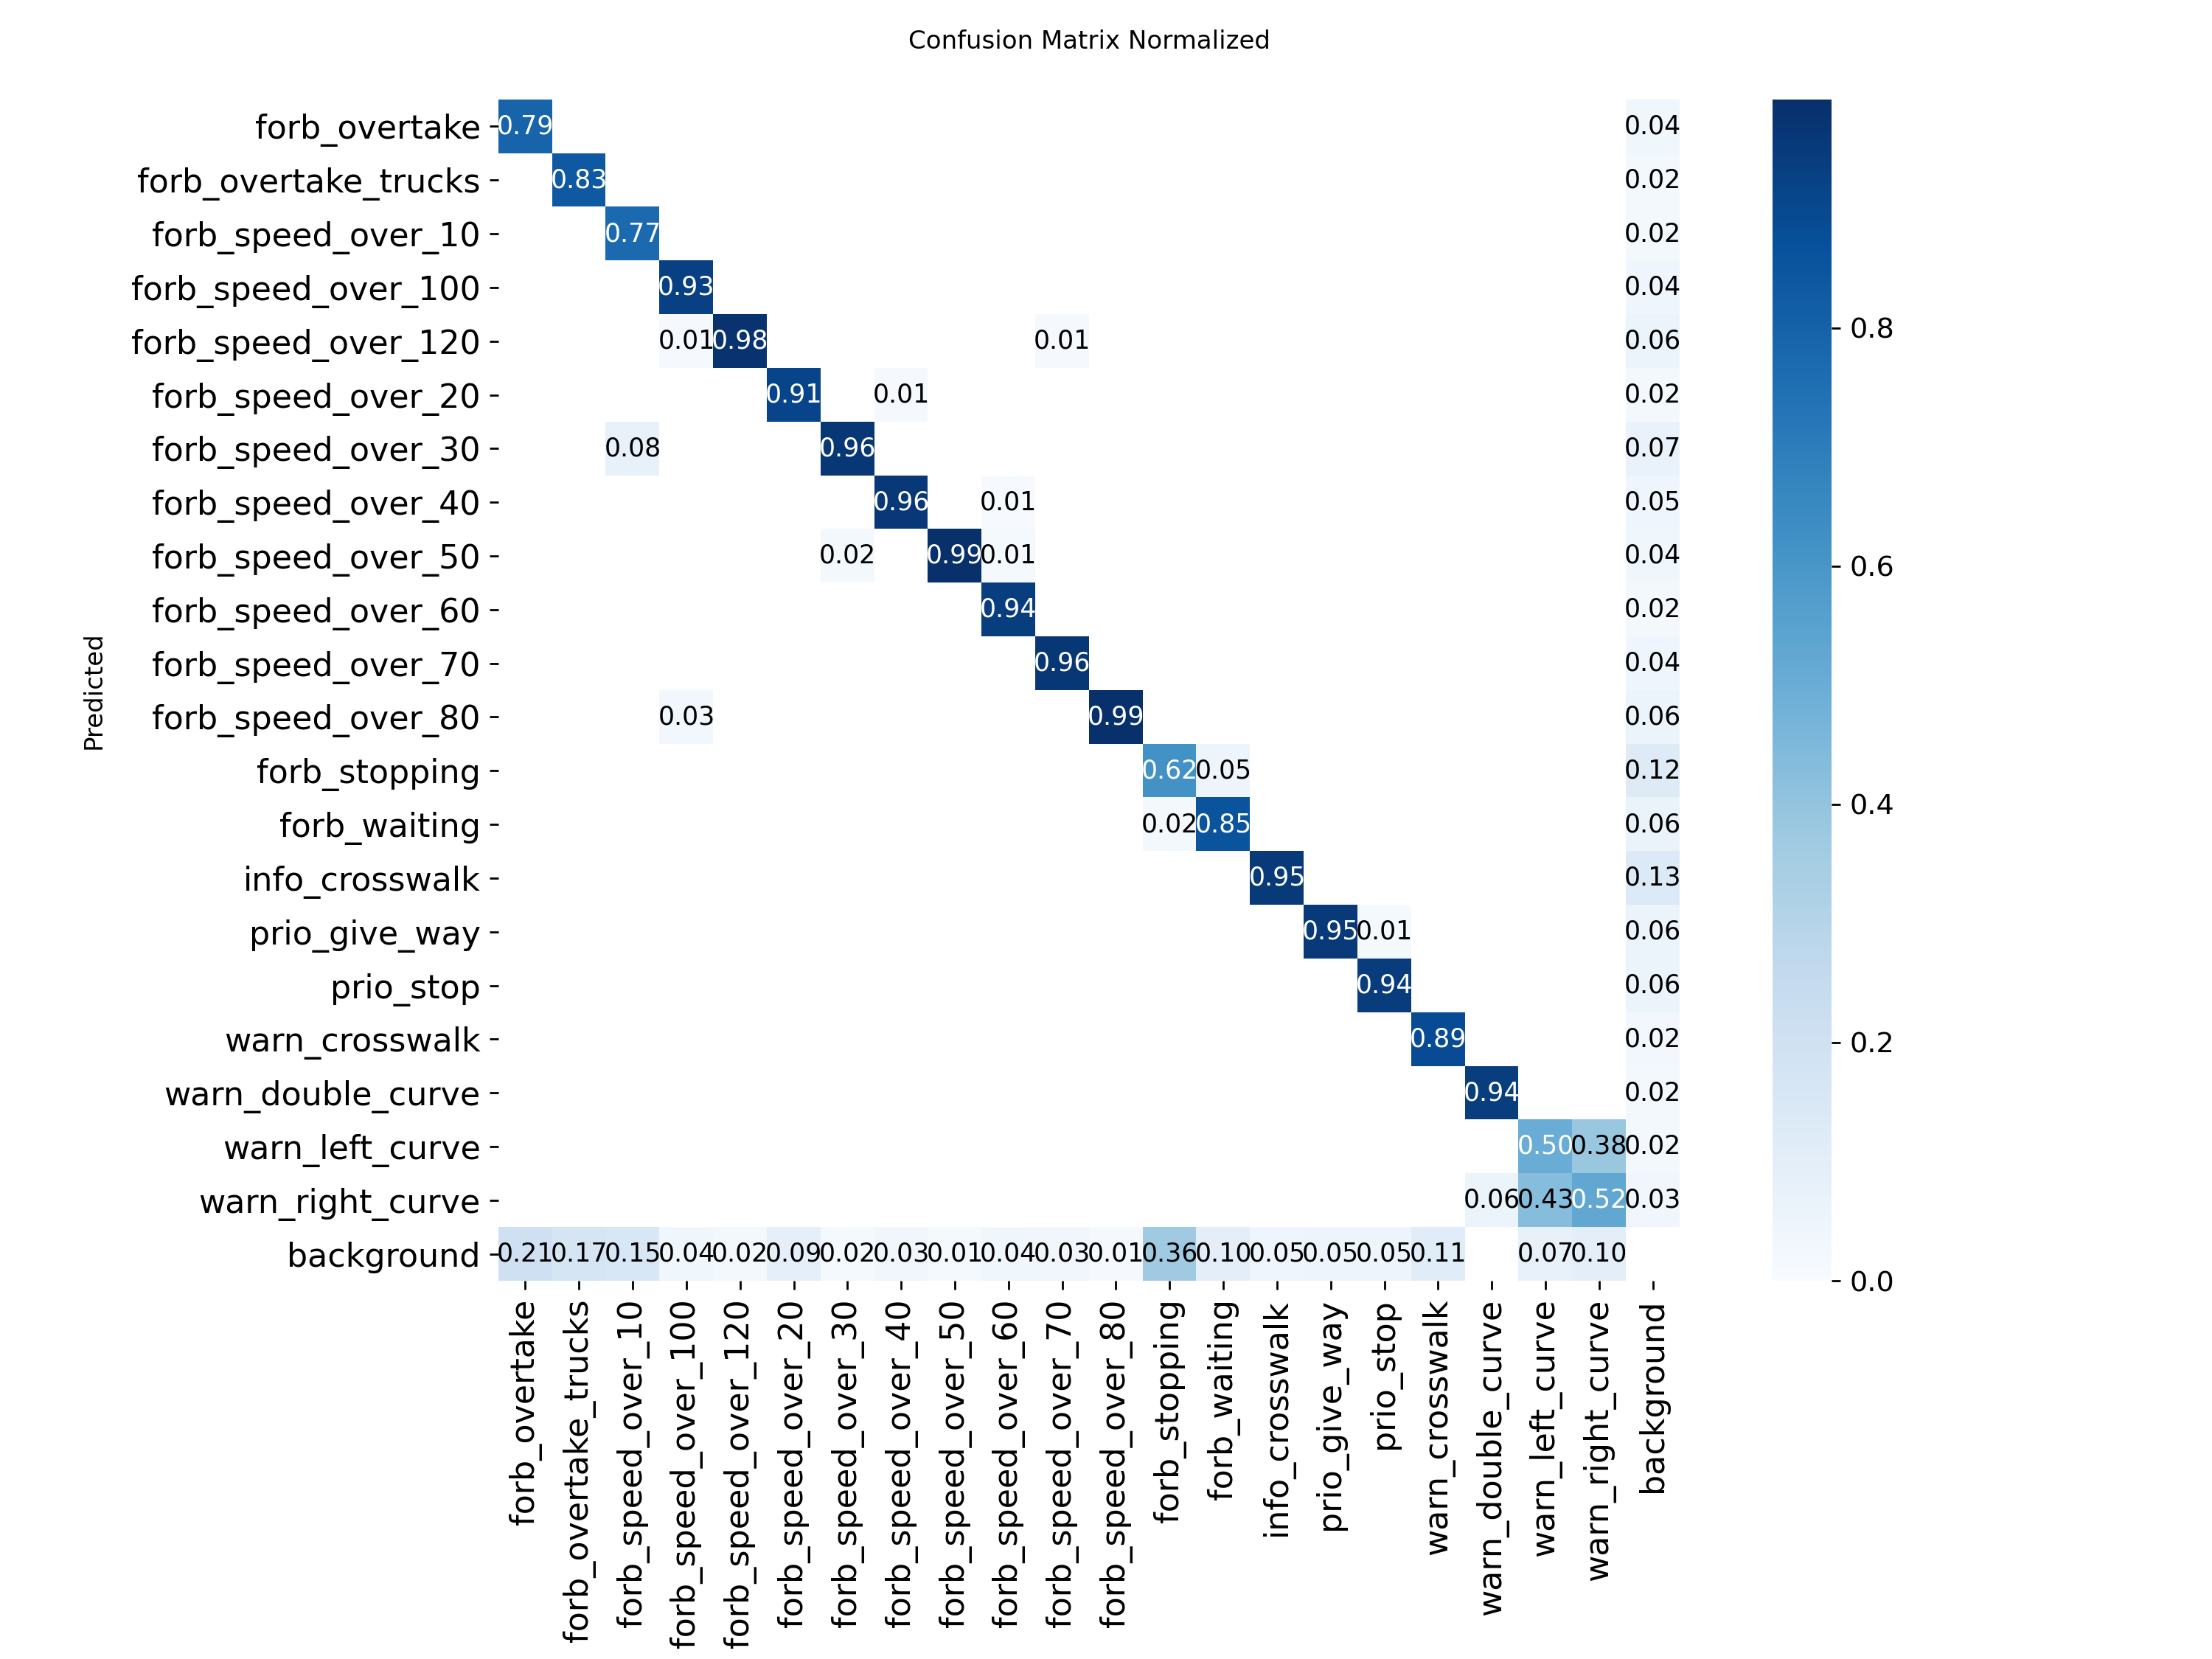 Confusion Matrix Normalized
forb_overtake 0.79 0.04
forb_overtake_trucks 0.83 0.02
forb_speed_over_10 0.77 0.02
forb_speed_over_100 0.93 0.04
forb_speed_over_120 0.01 0.98 0.01 0.06
forb_speed_over_20 0.91 0.01 0.02
forb_speed_over_30 0.08 0.96 0.07
forb_speed_over_40 0.96 0.01 0.05
forb_speed_over_50 0.02 0.99 0.01 0.04
forb_speed_over_60 0.94 0.02
forb_speed_over_70 0.96 0.04
forb_speed_over_80 0.03 0.99 0.06
forb_stopping 0.62 0.05 0.12
forb_waiting 0.02 0.85 0.06
info_crosswalk 0.95 0.13
prio_give_way 0.95 0.01 0.06
prio_stop 0.94 0.06
warn_crosswalk 0.89 0.02
warn_double_curve 0.94 0.02
warn_left_curve 0.50 0.38 0.02
warn_right_curve 0.06 0.43 0.52 0.03
background 0.21 0.17 0.15 0.04 0.02 0.09 0.02 0.03 0.01 0.04 0.03 0.01 0.36 0.10 0.05 0.05 0.05 0.11 0.07 0.10
Predicted
forb_overtake
forb_overtake_trucks
forb_speed_over_10
forb_speed_over_100
forb_speed_over_120
forb_speed_over_20
forb_speed_over_30
forb_speed_over_40
forb_speed_over_50
forb_speed_over_60
forb_speed_over_70
forb_speed_over_80
forb_stopping
forb_waiting
info_crosswalk
prio_give_way
prio_stop
warn_crosswalk
warn_double_curve
warn_left_curve
warn_right_curve
background
0.8
0.6
0.4
0.2
0.0